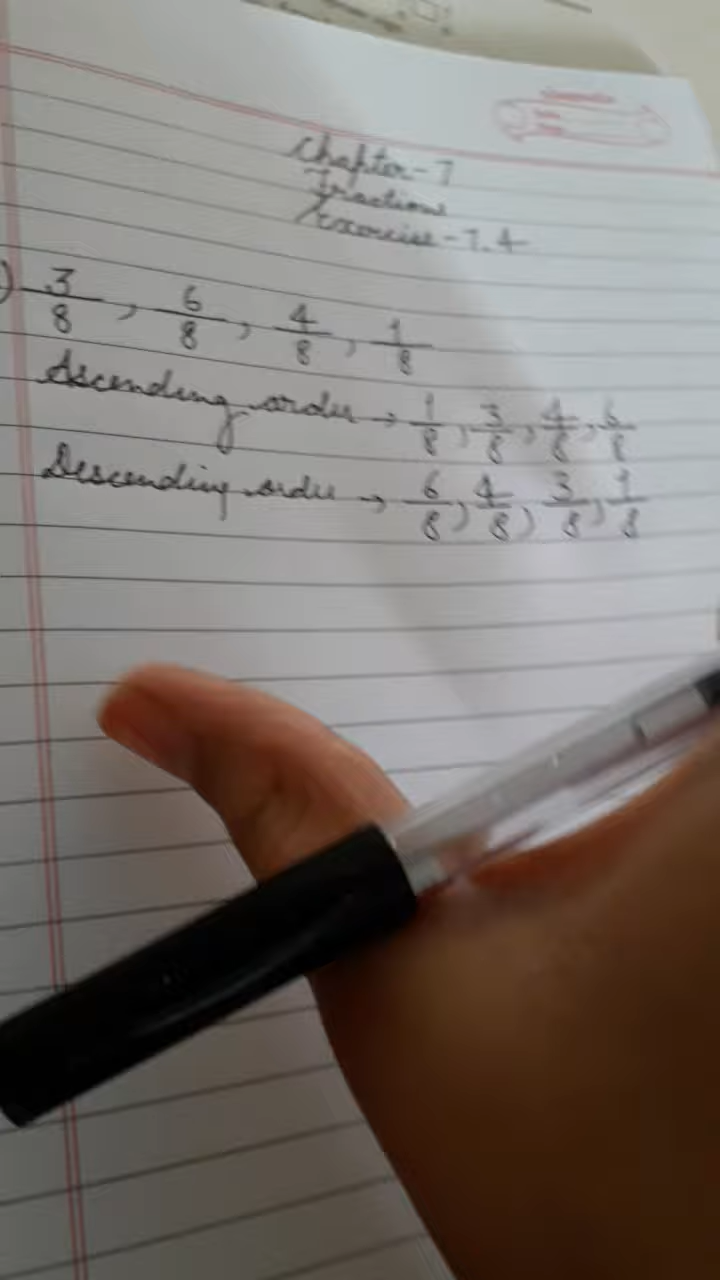 Chapter-7
Fractions
Exercise-7.4
) 3/8, 6/8, 4/8, 1/8
Ascending order → 1/8, 3/8, 4/8, 6/8
Descending order → 6/8, 4/8, 3/8, 1/8